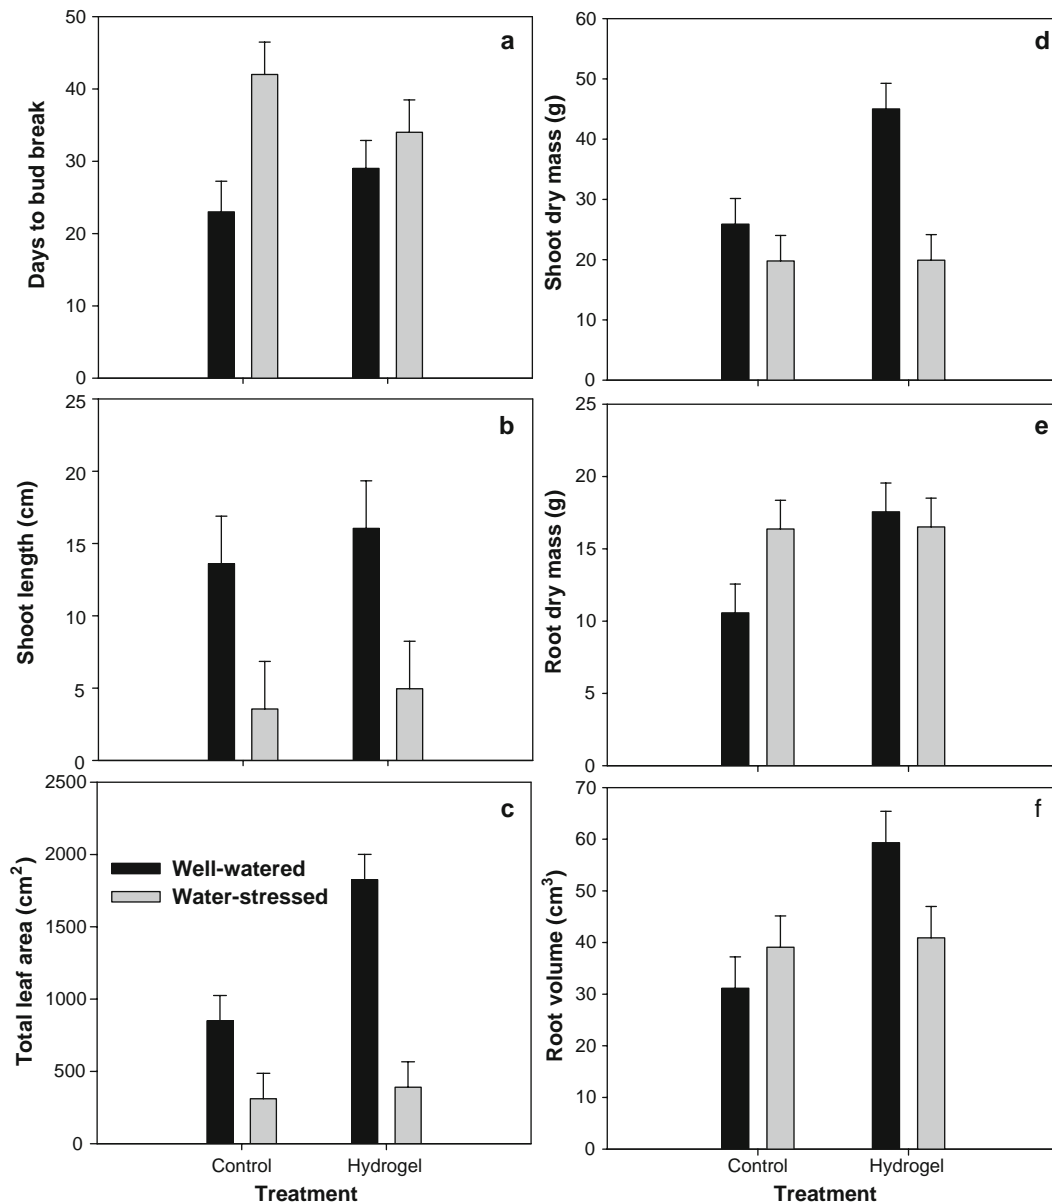 a
Days to bud break
50
40
30
20
10
0
b
Shoot length (cm)
25
20
15
10
5
0
c
Total leaf area (cm²)
2500
2000
1500
1000
500
0
Well-watered
Water-stressed
Control Hydrogel
Treatment
d
Shoot dry mass (g)
60
50
40
30
20
10
0
e
Root dry mass (g)
25
20
15
10
5
0
f
Root volume (cm³)
70
60
50
40
30
20
10
0
Control Hydrogel
Treatment